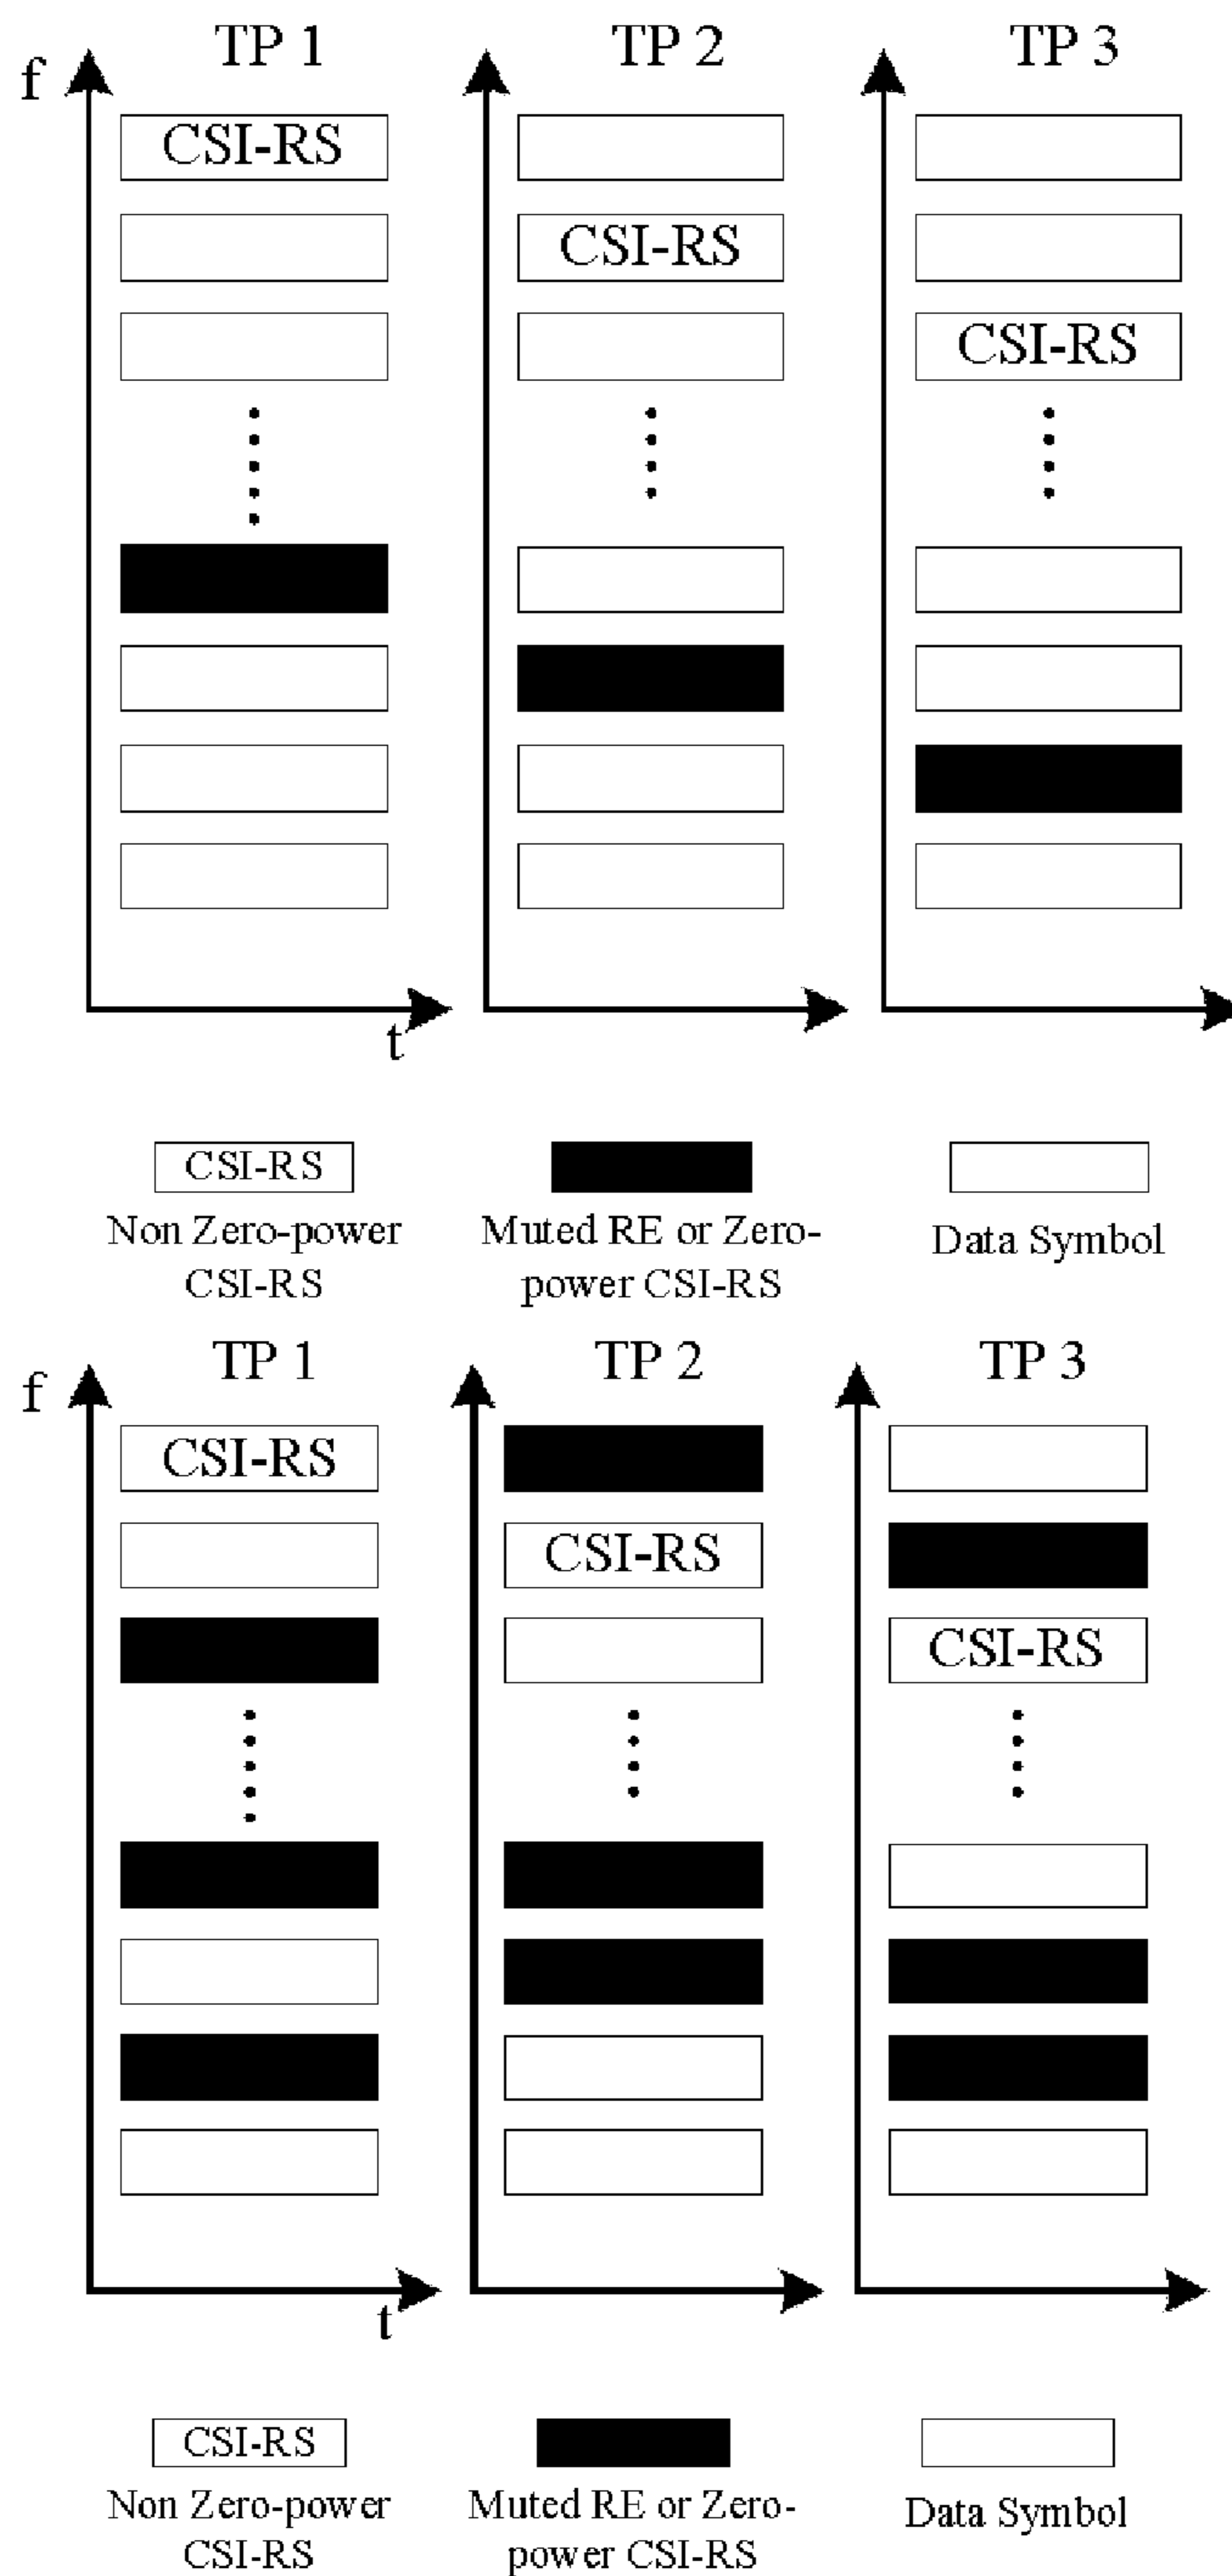 TP 1 TP 2 TP 3
f
CSI-RS
CSI-RS
CSI-RS
t
CSI-RS
Non Zero-power
CSI-RS
Muted RE or Zero-
power CSI-RS
Data Symbol
TP 1 TP 2 TP 3
f
CSI-RS
CSI-RS
CSI-RS
t
CSI-RS
Non Zero-power
CSI-RS
Muted RE or Zero-
power CSI-RS
Data Symbol